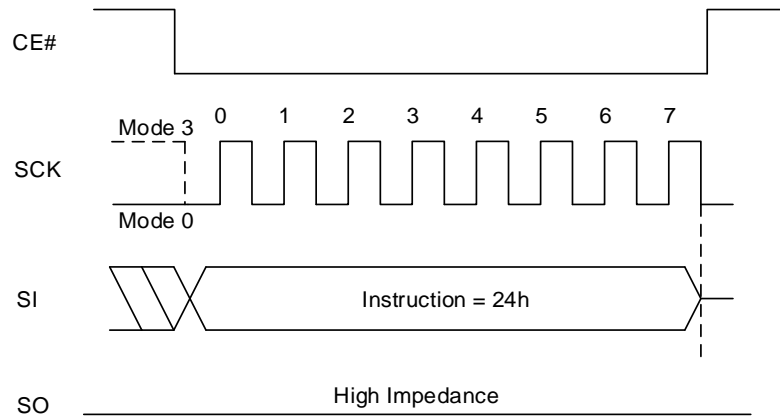 CE#
Mode 3
0 1 2 3 4 5 6 7
SCK
Mode 0
SI
Instruction = 24h
SO
High Impedance